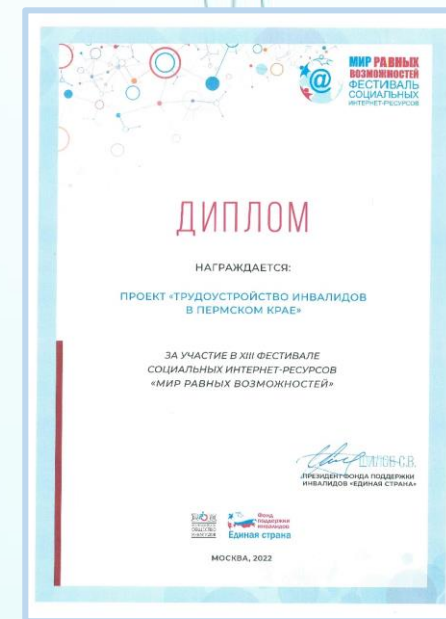 МИР РАВНЫХ
ВОЗМОЖНОСТЕЙ
ФЕСТИВАЛЬ
СОЦИАЛЬНЫХ
ИНТЕРНЕТ-РЕСУРСОВ
ДИПЛОМ
НАГРАЖДАЕТСЯ:
ПРОЕКТ «ТРУДОУСТРОЙСТВО ИНВАЛИДОВ
В ПЕРМСКОМ КРАЕ»
ЗА УЧАСТИЕ В XIII ФЕСТИВАЛЕ
СОЦИАЛЬНЫХ ИНТЕРНЕТ-РЕСУРСОВ
«МИР РАВНЫХ ВОЗМОЖНОСТЕЙ»
С.В.
ПРЕЗИДЕНТ ФОНДА ПОДДЕРЖКИ
ИНВАЛИДОВ «ЕДИНАЯ СТРАНА»
Фонд
поддержки
инвалидов
Единая страна
МОСКВА, 2022